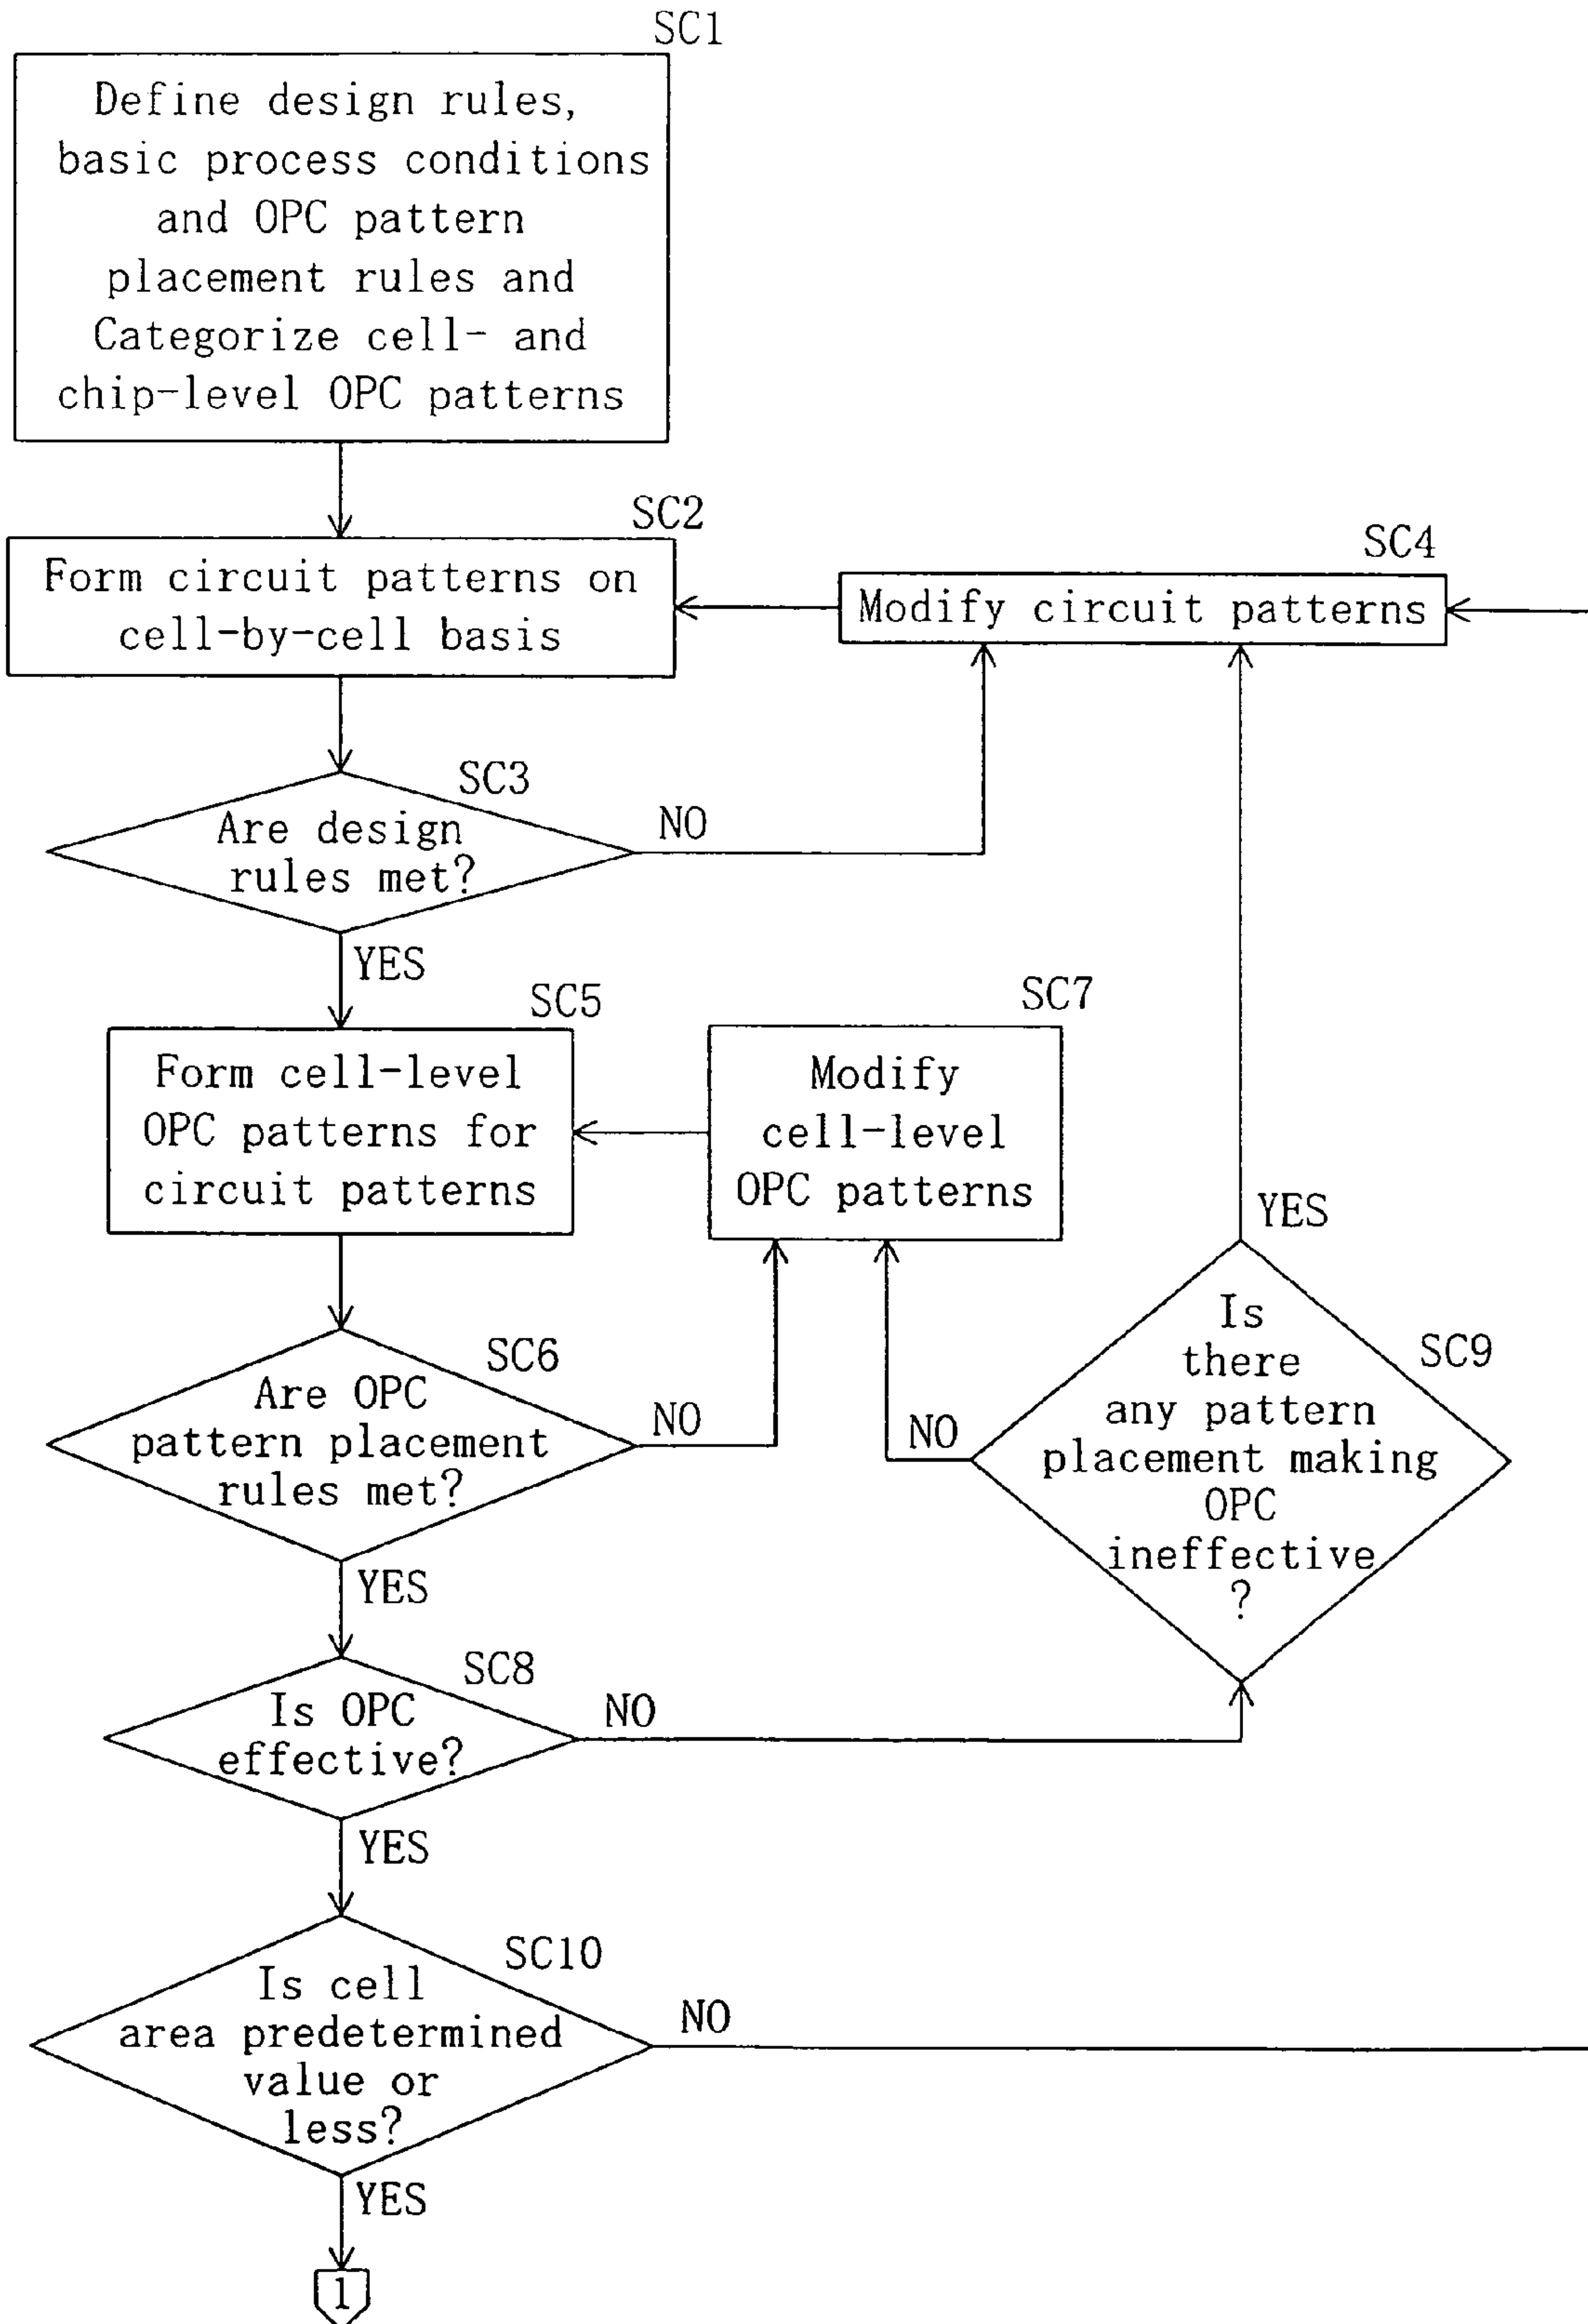 SC1
Define design rules,
basic process conditions
and OPC pattern
placement rules and
Categorize cell- and
chip-level OPC patterns
SC2
Form circuit patterns on
cell-by-cell basis
SC4
Modify circuit patterns
SC3
Are design
rules met?
NO
YES
SC5
Form cell-level
OPC patterns for
circuit patterns
SC7
Modify
cell-level
OPC patterns
YES
SC6
Are OPC
pattern placement
rules met?
NO
NO
SC9
Is
there
any pattern
placement making
OPC
ineffective
?
YES
SC8
Is OPC
effective?
NO
YES
SC10
Is cell
area predetermined
value or
less?
NO
YES
1